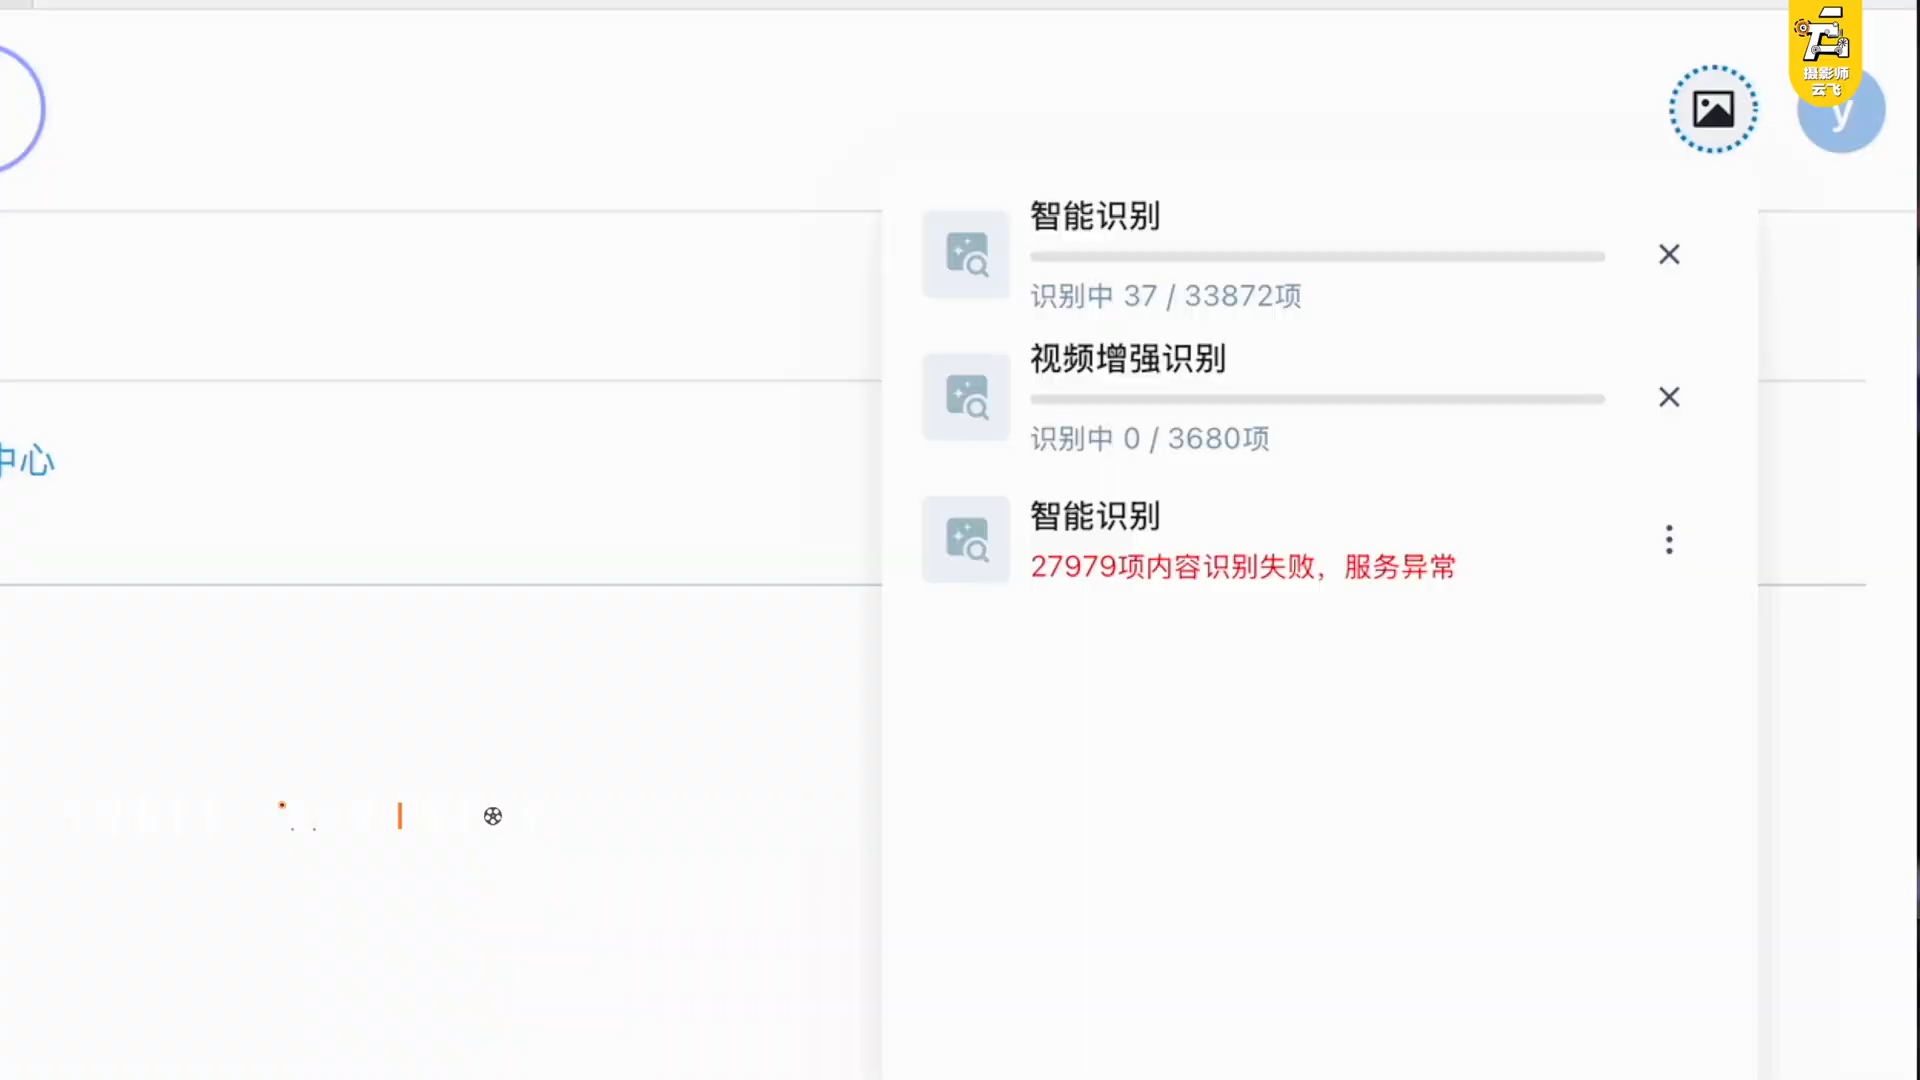 摄影师
云飞
y
智能识别
识别中 37 / 33872项
视频增强识别
识别中 0 / 3680项
中心
智能识别
27979项内容识别失败，服务异常